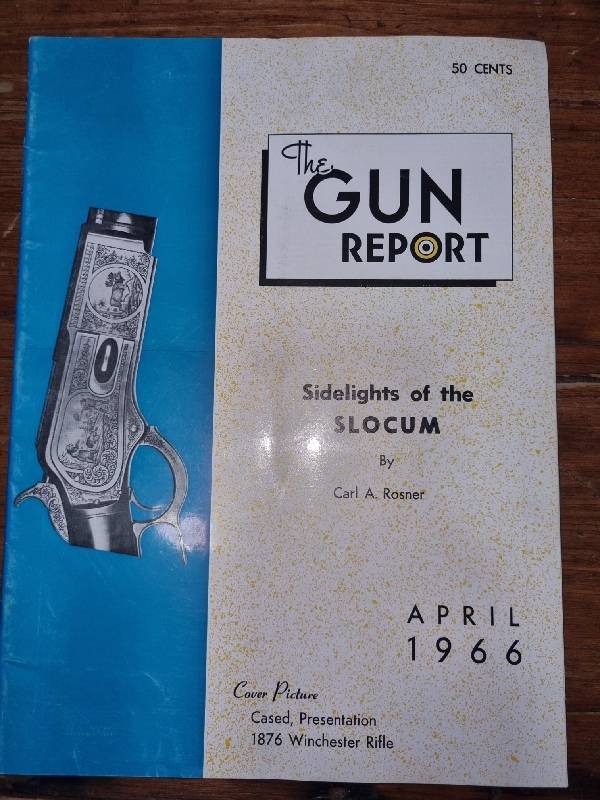 50 CENTS
The
GUN
REPORT
Sidelights of the
SLOCUM
By
Carl A. Rosner
APRIL
1966
Cover Picture
Cased, Presentation
1876 Winchester Rifle